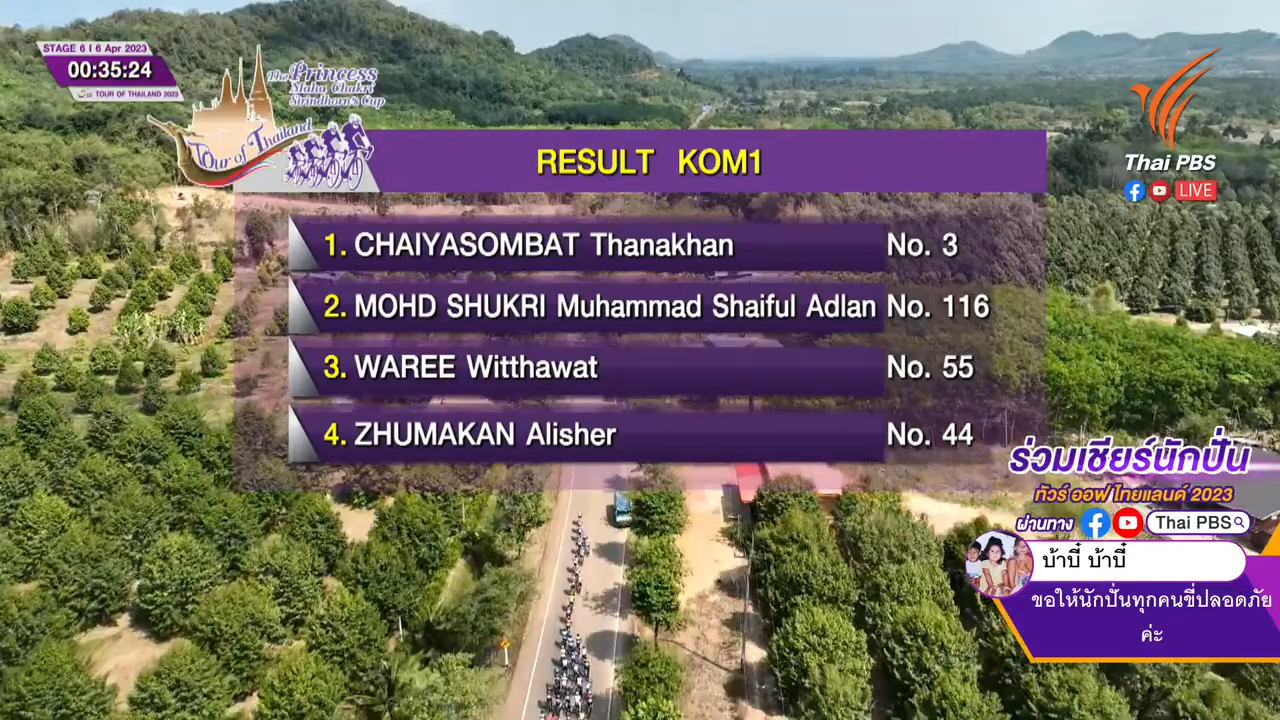 STAGE 6 I 6 Apr 2023
00:35:24
TOUR OF THAILAND 2023
The Princess
Maha Chakri
Sirindhorn's Cup
Tour of Thailand
RESULT KOM1
Thai PBS
LIVE
1. CHAIYASOMBAT Thanakhan No. 3
2. MOHD SHUKRI Muhammad Shaiful Adlan No. 116
3. WAREE Witthawat No. 55
4. ZHUMAKAN Alisher No. 44
ร่วมเชียร์นักปั่น
ทัวร์ ออฟ ไทยแลนด์ 2023
ผ่านทาง Thai PBS
บ้าบี๋ บ้าบี๋
ขอให้นักปั่นทุกคนขี่ปลอดภัย
ค่ะ